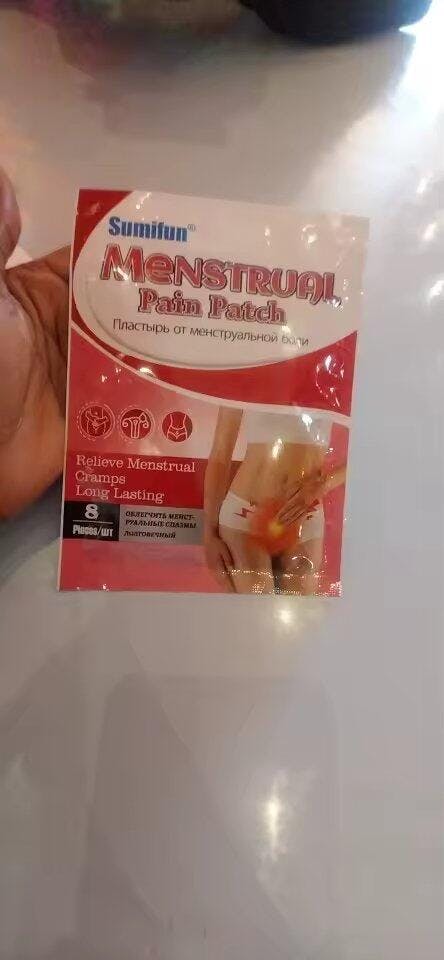 Sumifun®
MENSTRUAL
Pain Patch
Пластырь от менструальной боли
Relieve Menstrual
Cramps
Long Lasting
8
Pieces/шт
ОБЛЕГЧИТЬ МЕНСТ-
РУАЛЬНЫЕ СПАЗМЫ
ДОЛГОВЕЧНЫЙ